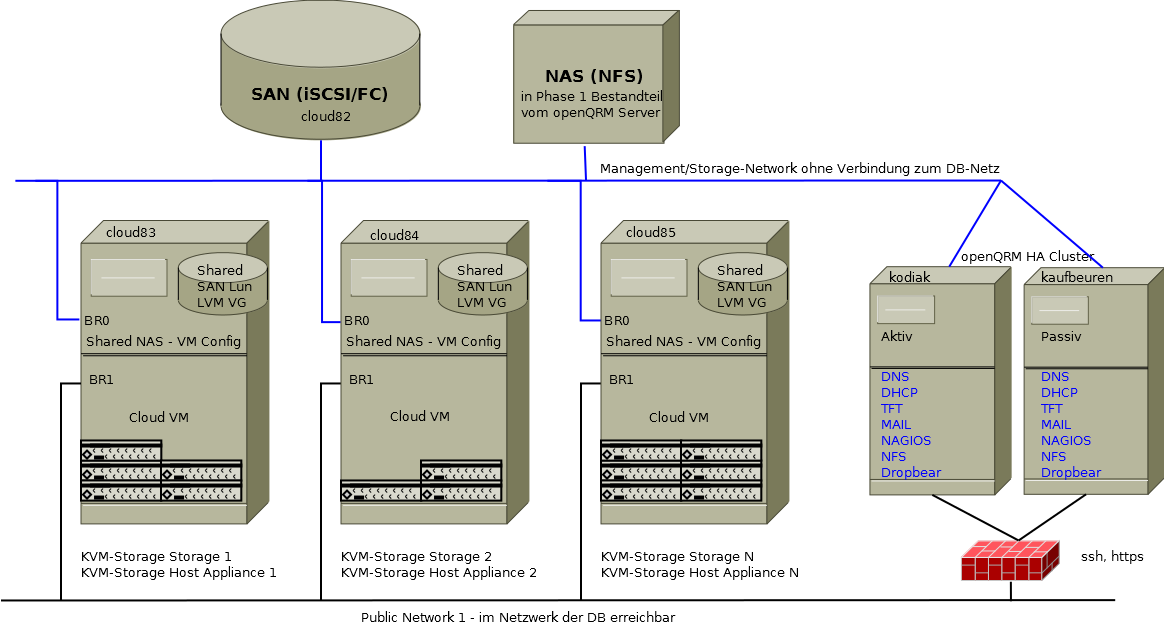 SAN (iSCSI/FC)
cloud82
NAS (NFS)
in Phase 1 Bestandteil
vom openQRM Server
Management/Storage-Network ohne Verbindung zum DB-Netz
cloud83
Shared
SAN Lun
LVM VG
BR0
Shared NAS - VM Config
BR1
Cloud VM
KVM-Storage Storage 1
KVM-Storage Host Appliance 1
cloud84
Shared
SAN Lun
LVM VG
BR0
Shared NAS - VM Config
BR1
Cloud VM
KVM-Storage Storage 2
KVM-Storage Host Appliance 2
cloud85
Shared
SAN Lun
LVM VG
BR0
Shared NAS - VM Config
BR1
Cloud VM
KVM-Storage Storage N
KVM-Storage Host Appliance N
openQRM HA Cluster
kodiak
Aktiv
DNS
DHCP
TFT
MAIL
NAGIOS
NFS
Dropbear
kaufbeuren
Passiv
DNS
DHCP
TFT
MAIL
NAGIOS
NFS
Dropbear
ssh, https
Public Network 1 - im Netzwerk der DB erreichbar